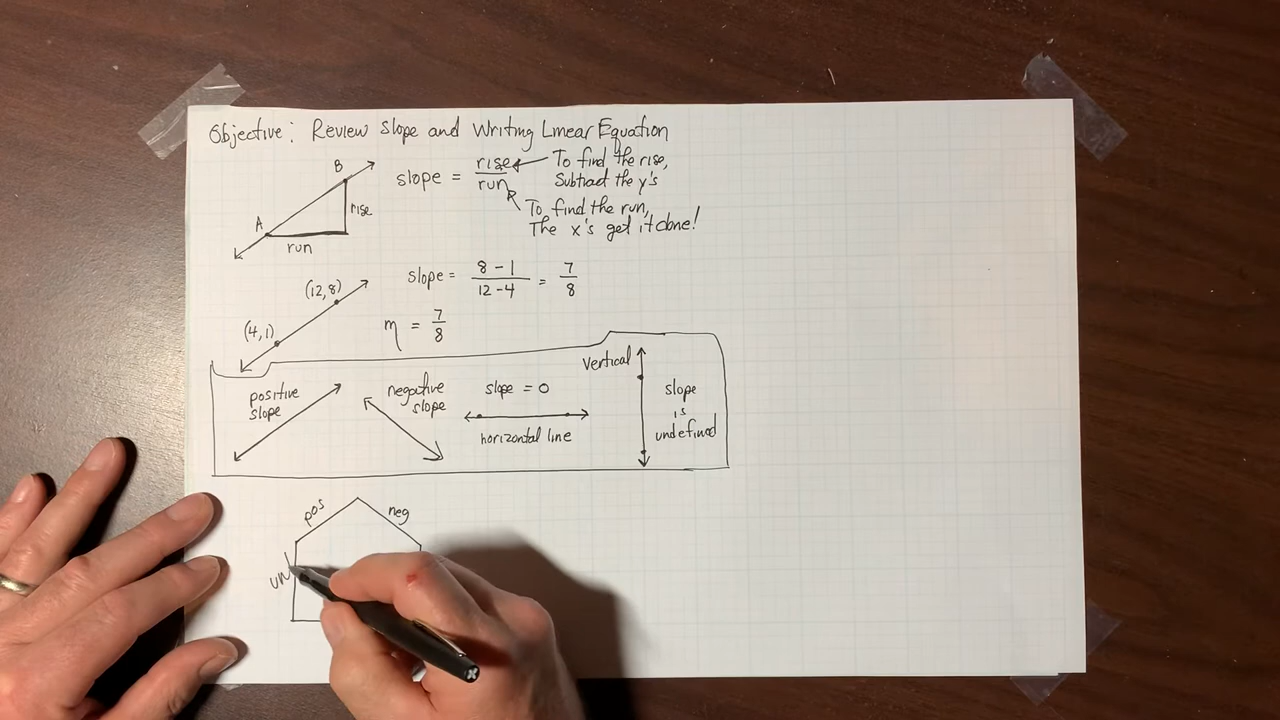 Objective: Review Slope and Writing Linear Equation
B
A
rise
run
slope = rise/run
To find the rise,
Subtract the y's
To find the run,
The x's get it done!
(12,8)
(4,1)
slope = 8-1/12-4 = 7/8
m = 7/8
positive
slope
negative
slope
slope = 0
horizontal line
vertical
slope
is
undefined
pos
neg
un